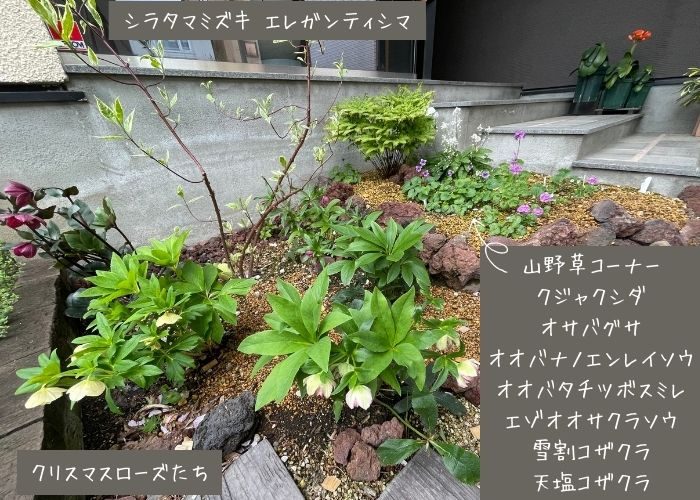 シラタマミズキ エレガンティシマ
山野草コーナー
クジャクシダ
オサバグサ
オオバナノエンレイソウ
オオバタチツボスミレ
エゾオオサクラソウ
雪割コザクラ
天塩コザクラ
クリスマスローズたち